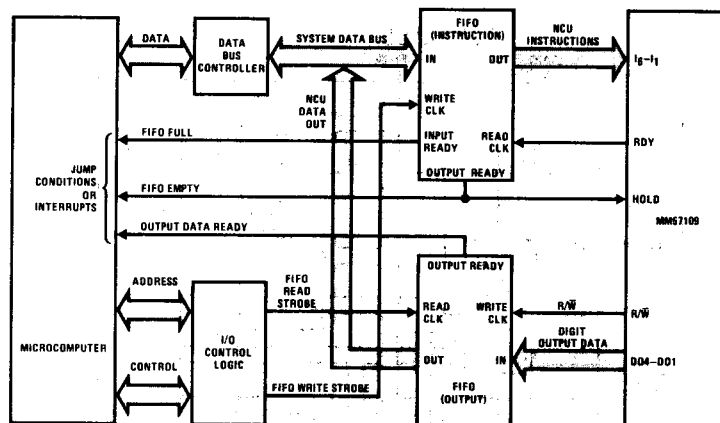 DATA
DATA
BUS
CONTROLLER
SYSTEM DATA BUS
FIFO
(INSTRUCTION)
IN
OUT
NCU
INSTRUCTIONS
I6-I1
NCU
DATA
OUT
WRITE
CLK
INPUT
READY
READ
CLK
RDY
FIFO FULL
JUMP
CONDITIONS
OR
INTERRUPTS
OUTPUT READY
FIFO EMPTY
HOLD
MM57109
OUTPUT DATA READY
OUTPUT READY
ADDRESS
FIFO
READ
STROBE
READ
CLK
WRITE
CLK
R/W̅
R/W̅
MICROCOMPUTER
I/O
CONTROL
LOGIC
DIGIT
OUTPUT DATA
OUT
IN
DO4-DO1
CONTROL
FIFO WRITE STROBE
FIFO
(OUTPUT)